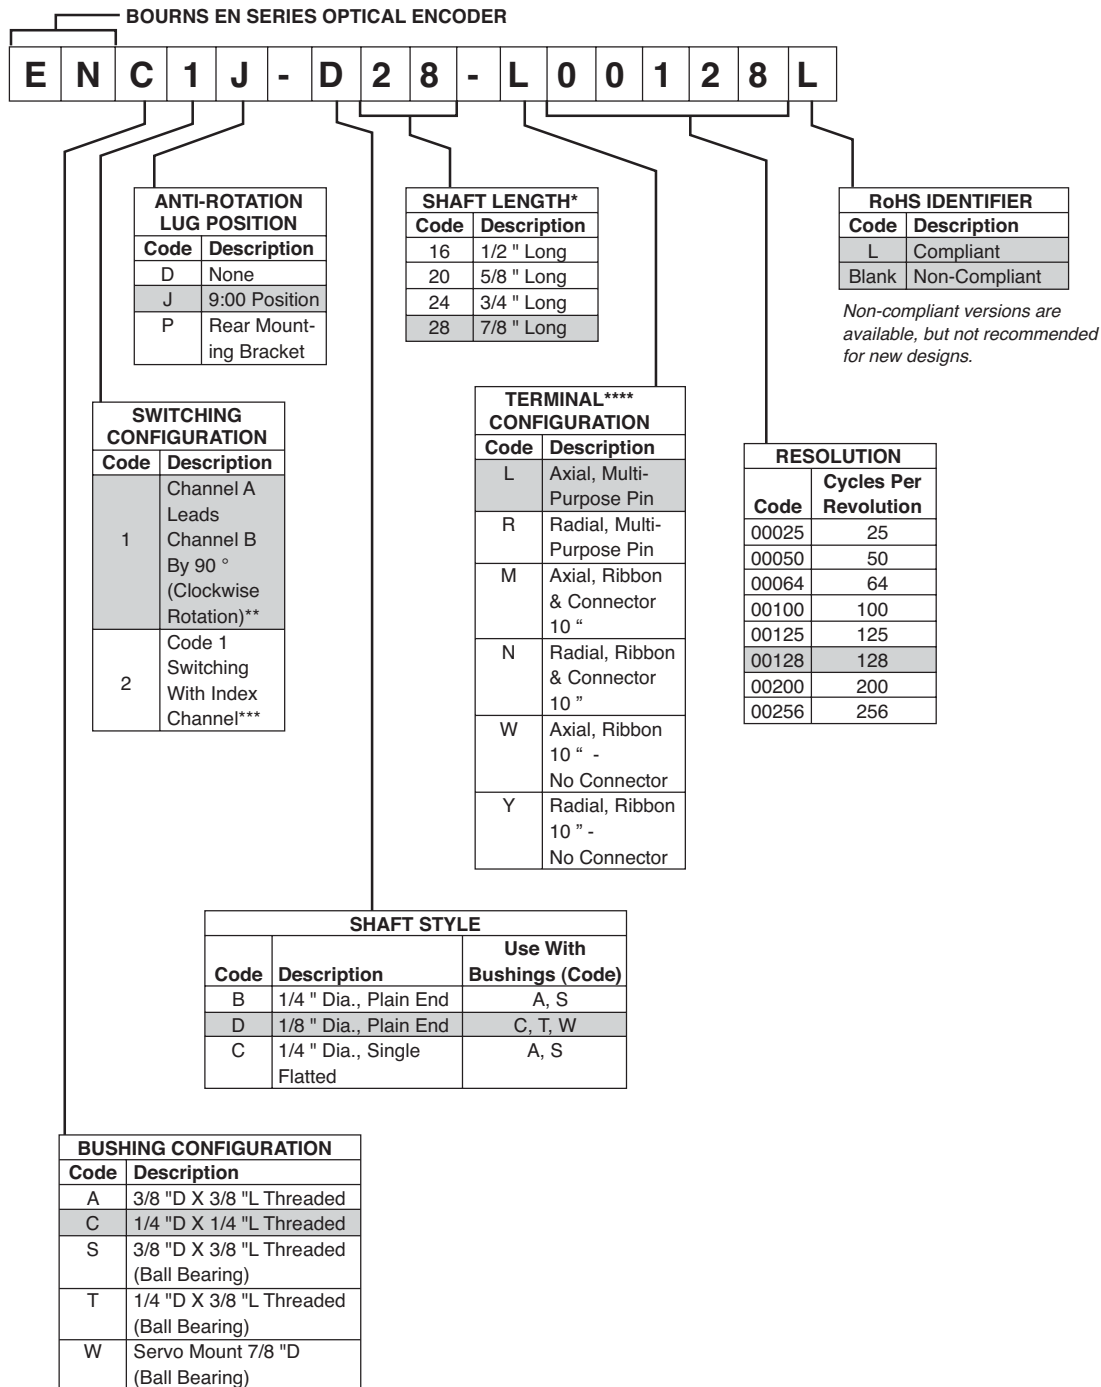 BOURNS EN SERIES OPTICAL ENCODER
E N C 1 J - D 2 8 - L 0 0 1 2 8 L
ANTI-ROTATION
LUG POSITION
Code Description
D None
J 9:00 Position
P Rear Mount-
ing Bracket
SHAFT LENGTH*
Code Description
16 1/2 " Long
20 5/8 " Long
24 3/4 " Long
28 7/8 " Long
RoHS IDENTIFIER
Code Description
L Compliant
Blank Non-Compliant
Non-compliant versions are
available, but not recommended
for new designs.
SWITCHING
CONFIGURATION
Code Description
Channel A
Leads
1 Channel B
By 90 °
(Clockwise
Rotation)**
Code 1
Switching
2 With Index
Channel***
TERMINAL****
CONFIGURATION
Code Description
L Axial, Multi-
Purpose Pin
R Radial, Multi-
Purpose Pin
M Axial, Ribbon
& Connector
10 “
N Radial, Ribbon
& Connector
10 ”
W Axial, Ribbon
10 “ -
No Connector
Y Radial, Ribbon
10 ” -
No Connector
RESOLUTION
Cycles Per
Code Revolution
00025 25
00050 50
00064 64
00100 100
00125 125
00128 128
00200 200
00256 256
SHAFT STYLE
Use With
Code Description Bushings (Code)
B 1/4 " Dia., Plain End A, S
D 1/8 " Dia., Plain End C, T, W
C 1/4 " Dia., Single A, S
Flatted
BUSHING CONFIGURATION
Code Description
A 3/8 "D X 3/8 "L Threaded
C 1/4 "D X 1/4 "L Threaded
S 3/8 "D X 3/8 "L Threaded
(Ball Bearing)
T 1/4 "D X 3/8 "L Threaded
(Ball Bearing)
W Servo Mount 7/8 "D
(Ball Bearing)